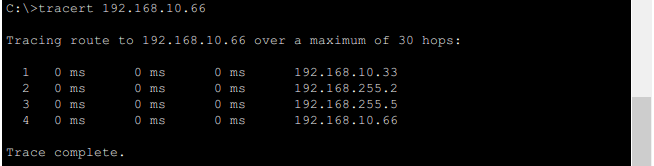 C:\>tracert 192.168.10.66
Tracing route to 192.168.10.66 over a maximum of 30 hops:
1 0 ms 0 ms 0 ms 192.168.10.33
2 0 ms 0 ms 0 ms 192.168.255.2
3 0 ms 0 ms 0 ms 192.168.255.5
4 0 ms 0 ms 0 ms 192.168.10.66
Trace complete.